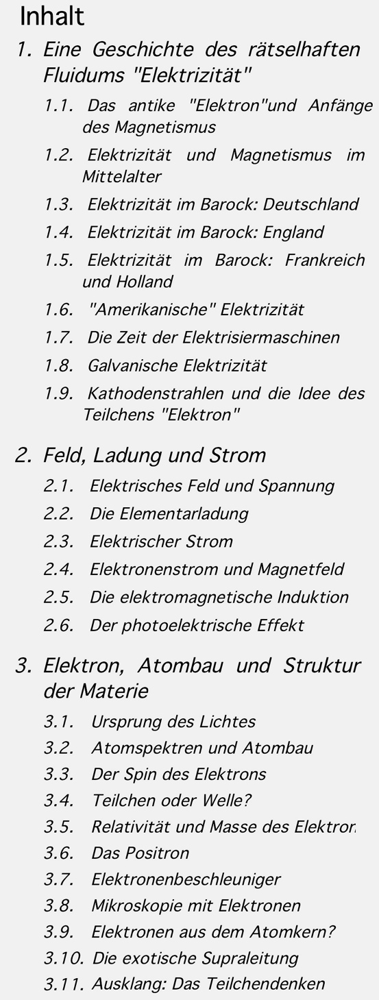 Inhalt
1. Eine Geschichte des rätselhaften
Fluidums "Elektrizität"
1.1. Das antike "Elektron"und Anfänge
des Magnetismus
1.2. Elektrizität und Magnetismus im
Mittelalter
1.3. Elektrizität im Barock: Deutschland
1.4. Elektrizität im Barock: England
1.5. Elektrizität im Barock: Frankreich
und Holland
1.6. "Amerikanische" Elektrizität
1.7. Die Zeit der Elektrisiermaschinen
1.8. Galvanische Elektrizität
1.9. Kathodenstrahlen und die Idee des
Teilchens "Elektron"
2. Feld, Ladung und Strom
2.1. Elektrisches Feld und Spannung
2.2. Die Elementarladung
2.3. Elektrischer Strom
2.4. Elektronenstrom und Magnetfeld
2.5. Die elektromagnetische Induktion
2.6. Der photoelektrische Effekt
3. Elektron, Atombau und Struktur
der Materie
3.1. Ursprung des Lichtes
3.2. Atomspektren und Atombau
3.3. Der Spin des Elektrons
3.4. Teilchen oder Welle?
3.5. Relativität und Masse des Elektron
3.6. Das Positron
3.7. Elektronenbeschleuniger
3.8. Mikroskopie mit Elektronen
3.9. Elektronen aus dem Atomkern?
3.10. Die exotische Supraleitung
3.11. Ausklang: Das Teilchendenken